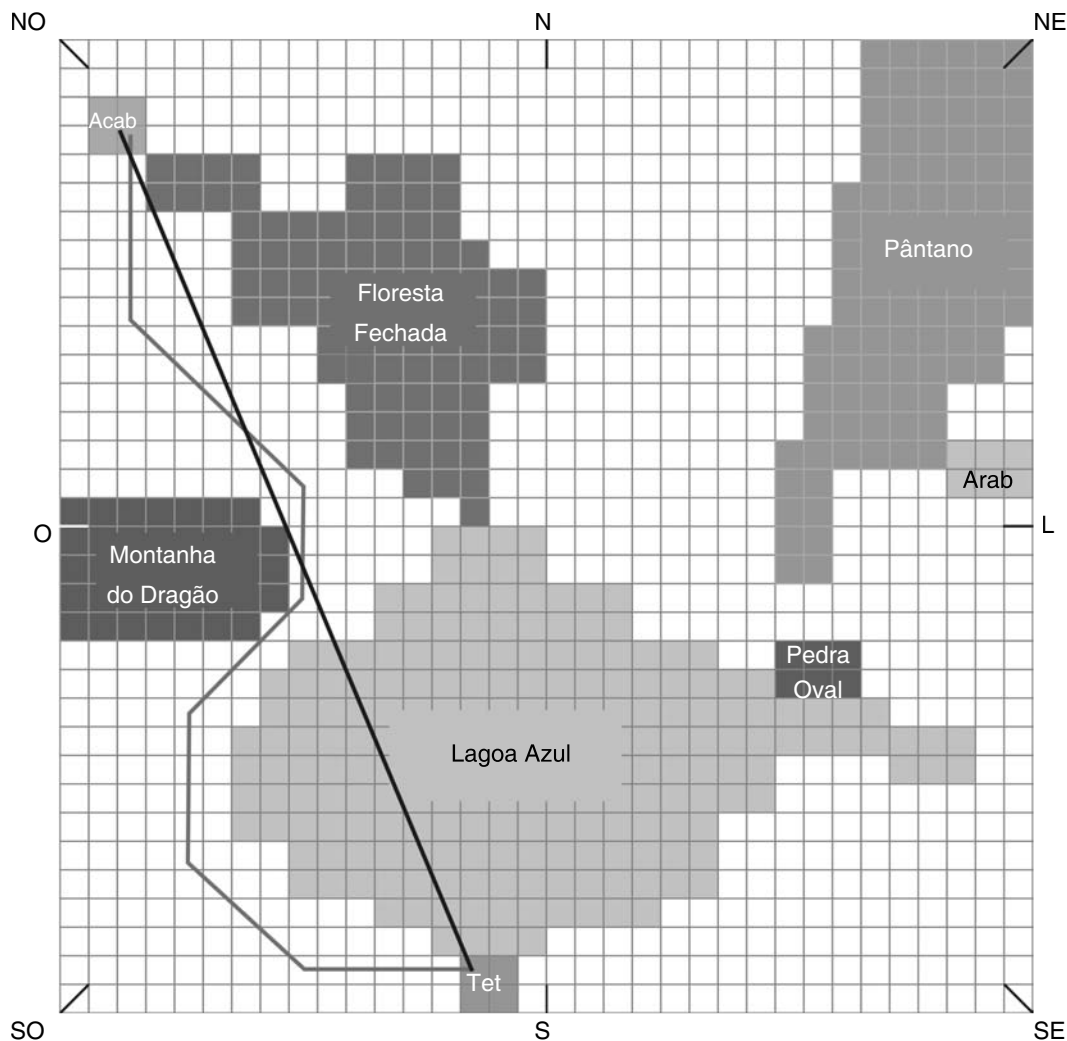 NO N NE
Acab
Pântano
Floresta
Fechada
Arab
O L
Montanha
do Dragão
Pedra
Oval
Lagoa Azul
Tet
SO S SE